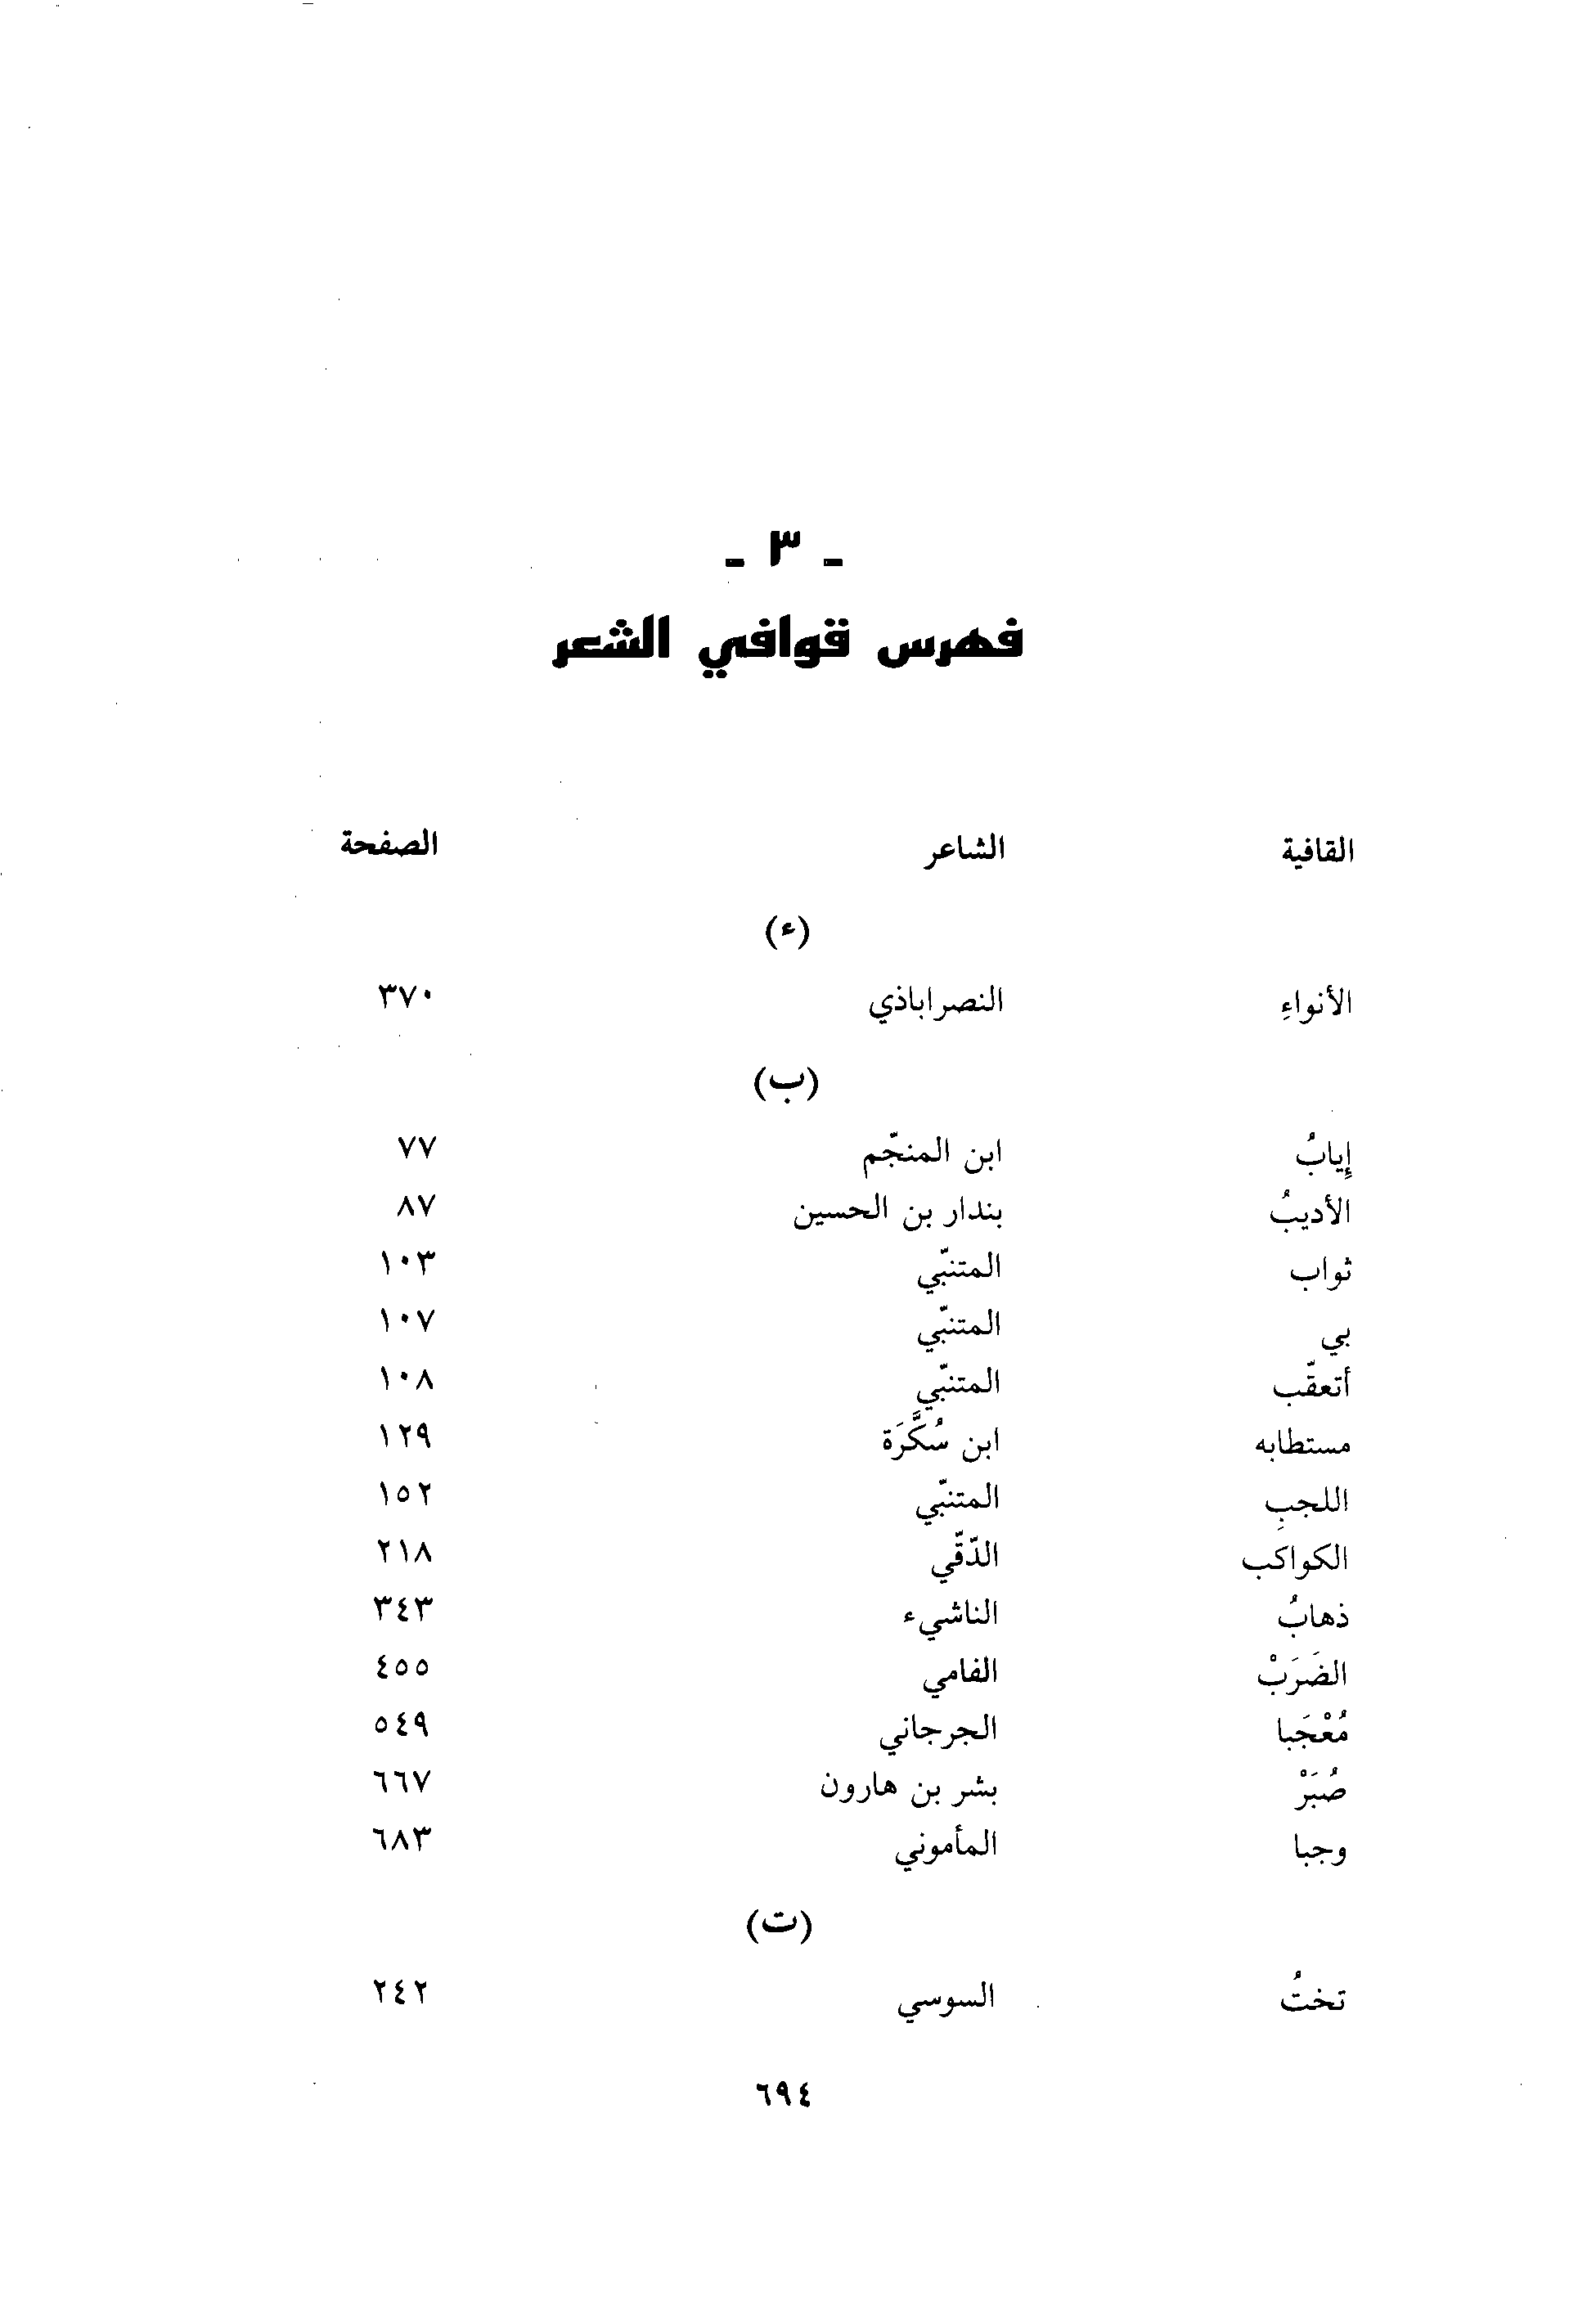 - ٣ -
فهرس قوافي الشعر
القافية الشاعر الصفحة
(ء)
الأنواءِ النصراباذي ٣٧٠
(ب)
إيابُ ابن المنجّم ٧٧
الأديبُ بندار بن الحسين ٨٧
ثواب المتنبّي ١٠٣
بي المتنبّي ١٠٧
أتعقّب المتنبّي ١٠٨
مستطابه ابن سُكَّرَة ١٢٩
اللجبِ المتنبّي ١٥٢
الكواكب الدّقّي ٢١٨
ذهابُ الناشيء ٣٤٣
الضَرَبْ الفامي ٤٥٥
مُعْجَبا الجرجاني ٥٤٩
صُبَرْ بشر بن هارون ٦٦٧
وجبا المأموني ٦٨٣
(ت)
تختُ السوسي ٢٤٢
٦٩٤